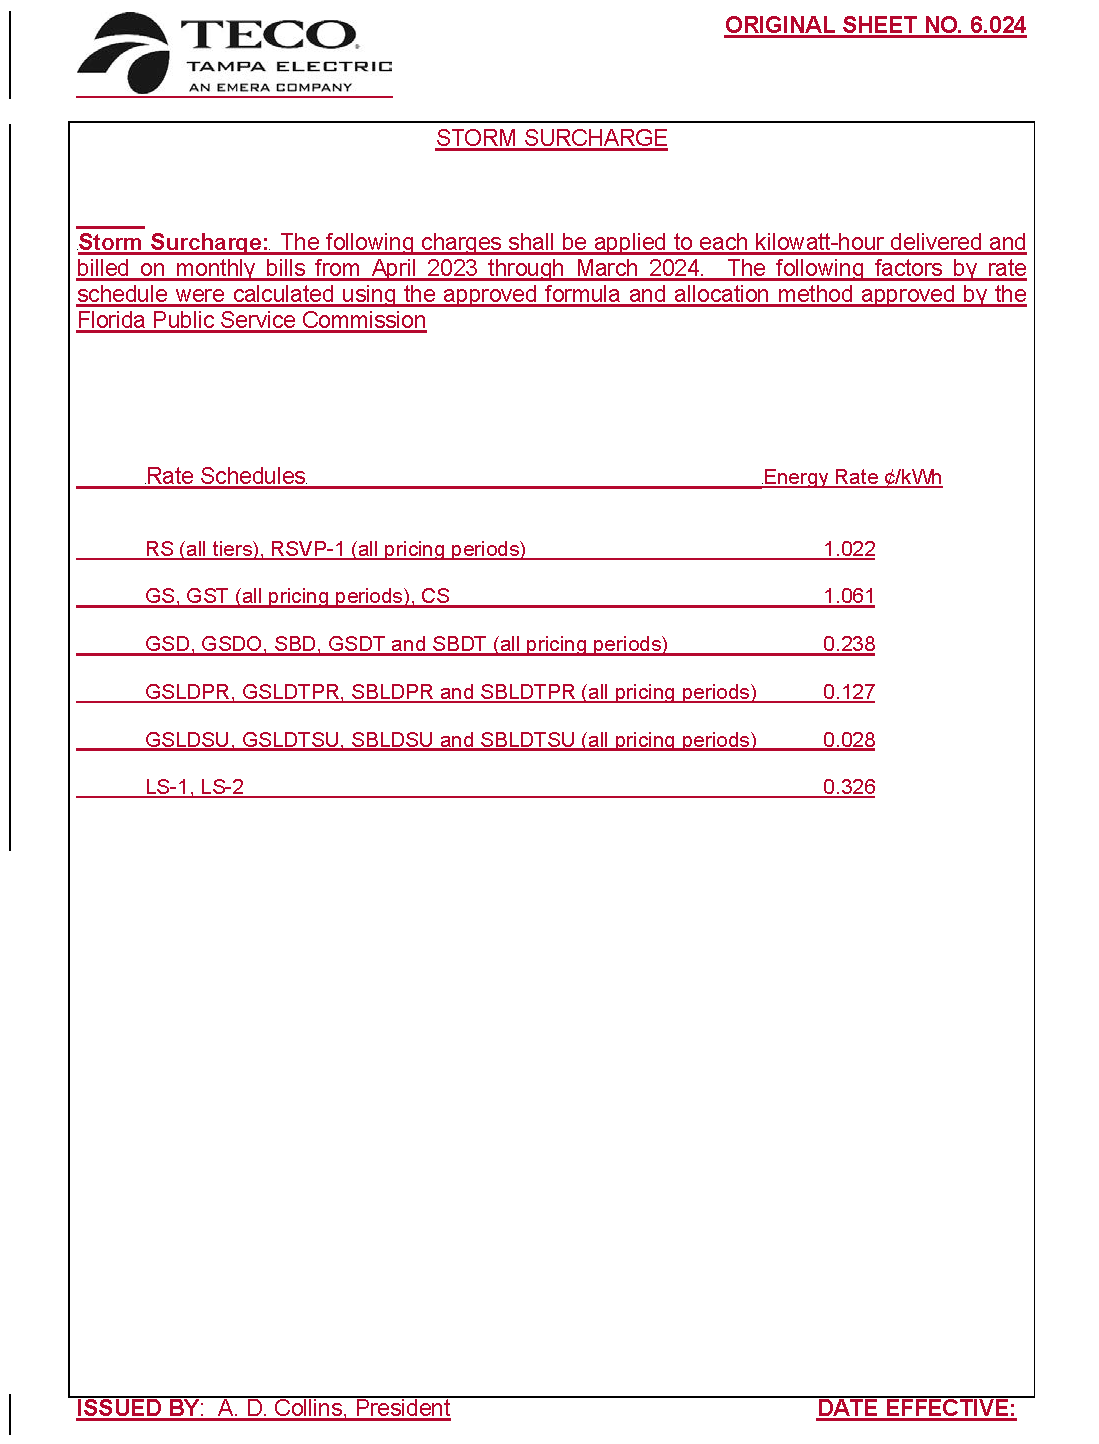 TECO.
TAMPA ELECTRIC
AN EMERA COMPANY
ORIGINAL SHEET NO. 6.024
STORM SURCHARGE
Storm Surcharge: The following charges shall be applied to each kilowatt-hour delivered and
billed on monthly bills from April 2023 through March 2024. The following factors by rate
schedule were calculated using the approved formula and allocation method approved by the
Florida Public Service Commission
Rate Schedules Energy Rate ¢/kWh
RS (all tiers), RSVP-1 (all pricing periods) 1.022
GS, GST (all pricing periods), CS 1.061
GSD, GSDO, SBD, GSDT and SBDT (all pricing periods) 0.238
GSLDPR, GSLDTPR, SBLDPR and SBLDTPR (all pricing periods) 0.127
GSLDSU, GSLDTSU, SBLDSU and SBLDTSU (all pricing periods) 0.028
LS-1, LS-2 0.326
ISSUED BY: A. D. Collins, President DATE EFFECTIVE: